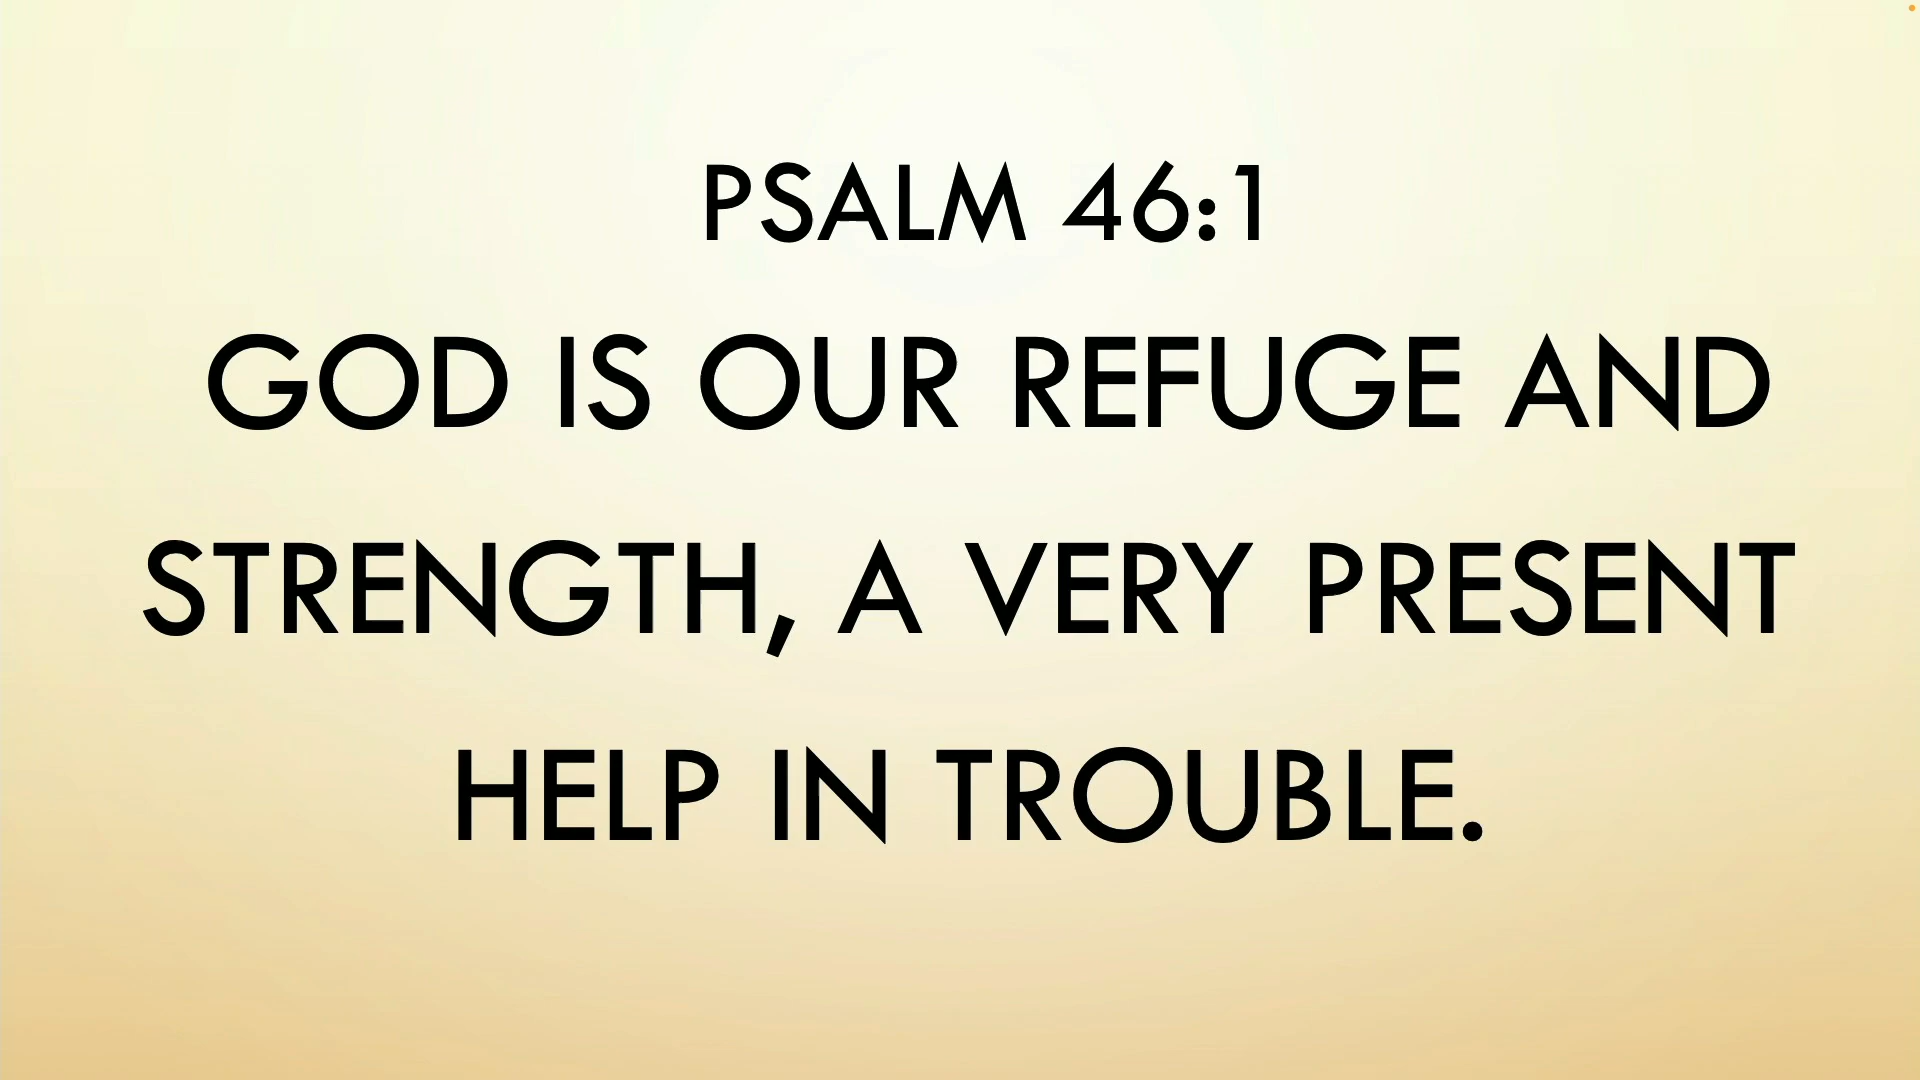 PSALM 46:1
GOD IS OUR REFUGE AND
STRENGTH, A VERY PRESENT
HELP IN TROUBLE.